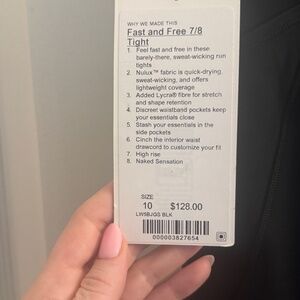 WHY WE MADE THIS
Fast and Free 7/8
Tight
1. Feel fast and free in these
barely-there, sweat-wicking run
tights
2. Nulux™ fabric is quick-drying,
sweat-wicking, and offers
lightweight coverage
3. Added Lycra® fibre for stretch
and shape retention
4. Discreet waistband pockets keep
your essentials close
5. Stash your essentials in the
side pockets
6. Cinch the interior waist
drawcord to customize your fit
7. High rise
8. Naked Sensation
SIZE
10 $128.00
LW5BJGS BLK
000003827654